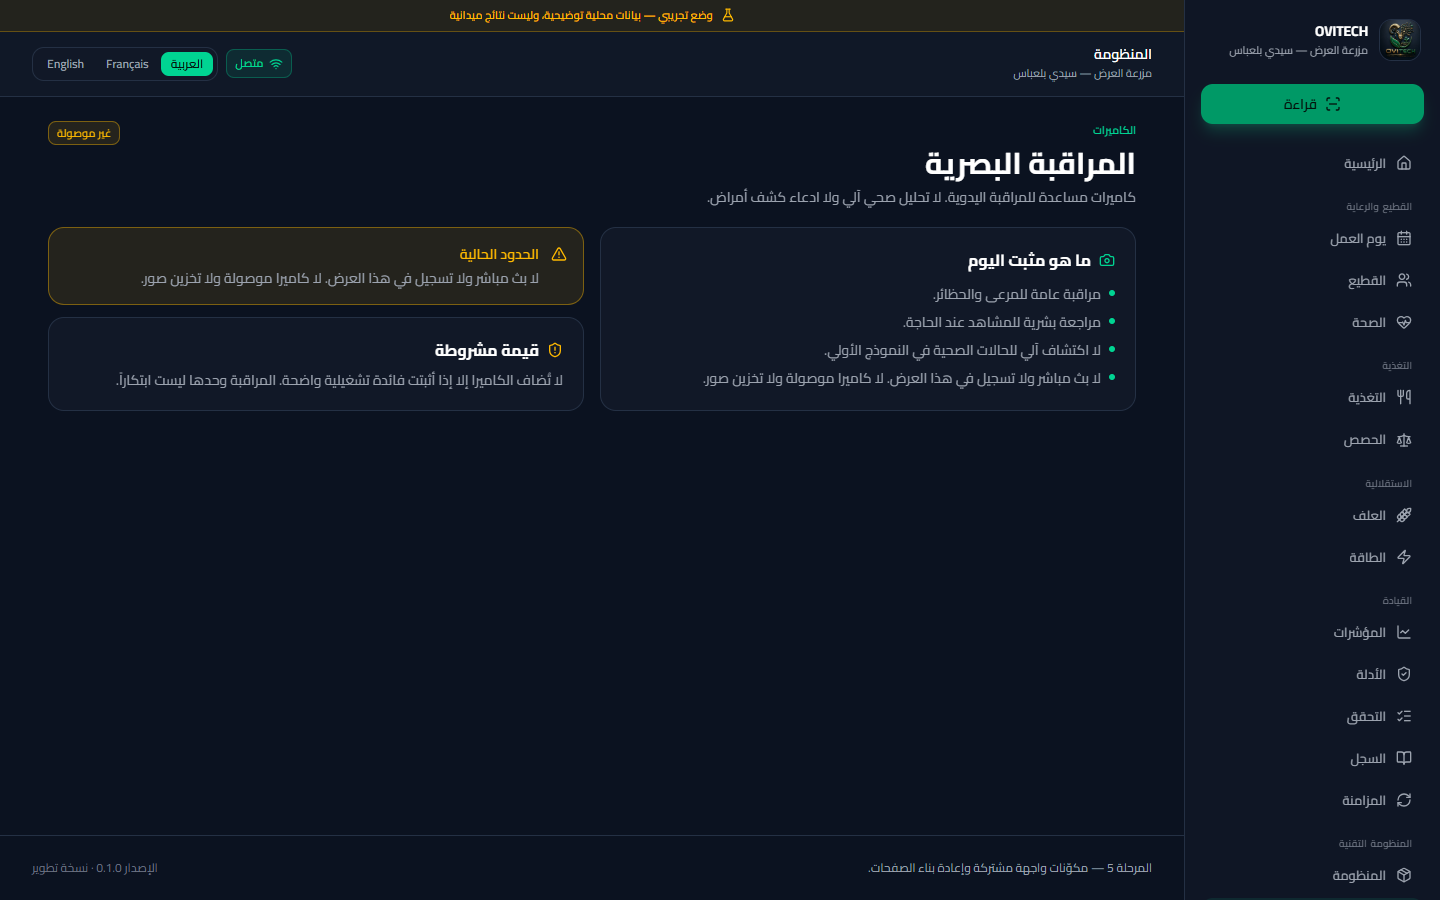 وضع تجريبي — بيانات محلية توضيحية، وليست نتائج ميدانية
OVITECH
مزرعة العرض — سيدي بلعباس
قراءة
الرئيسية
القطيع والرعاية
يوم العمل
القطيع
الصحة
التغذية
التغذية
الحصص
الاستقلالية
العلف
الطاقة
القيادة
المؤشرات
الأدلة
التحقق
السجل
المزامنة
المنظومة التقنية
المنظومة
المنظومة
مزرعة العرض — سيدي بلعباس
متصل
العربية
Français
English
الكاميرات
المراقبة البصرية
كاميرات مساعدة للمراقبة اليدوية. لا تحليل صحي آلي ولا ادعاء كشف أمراض.
غير موصولة
ما هو مثبت اليوم
مراقبة عامة للمرعى والحظائر.
مراجعة بشرية للمشاهد عند الحاجة.
لا اكتشاف آلي للحالات الصحية في النموذج الأولي.
لا بث مباشر ولا تسجيل في هذا العرض. لا كاميرا موصولة ولا تخزين صور.
الحدود الحالية
لا بث مباشر ولا تسجيل في هذا العرض. لا كاميرا موصولة ولا تخزين صور.
قيمة مشروطة
لا تُضاف الكاميرا إلا إذا أثبتت فائدة تشغيلية واضحة. المراقبة وحدها ليست ابتكاراً.
المرحلة 5 — مكوّنات واجهة مشتركة وإعادة بناء الصفحات.
الإصدار 0.1.0 · نسخة تطوير